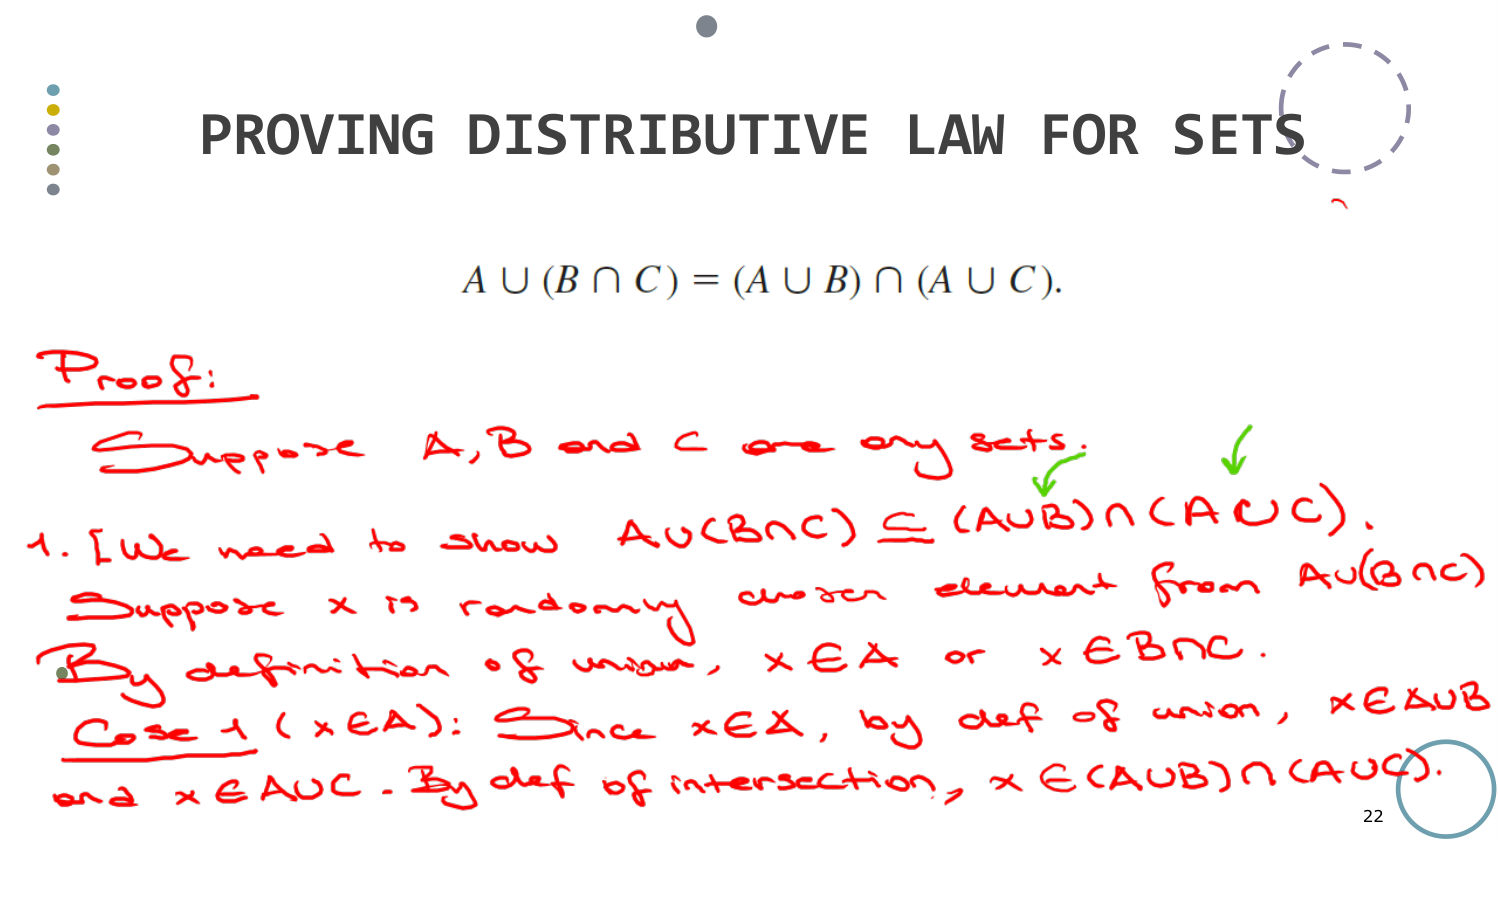 PROVING DISTRIBUTIVE LAW FOR SETS
A ∪ (B ∩ C) = (A ∪ B) ∩ (A ∪ C).
Proof:
Suppose A, B and C are any sets.
1. [We need to show A∪(B∩C) ⊆ (A∪B)∩(A∪C).
Suppose x is randomly chosen element from A∪(B∩C)
By definition of union, x∈A or x∈B∩C.
Case 1 (x∈A): Since x∈A, by def of union, x∈A∪B
and x∈A∪C. By def of intersection, x∈(A∪B)∩(A∪C).
22